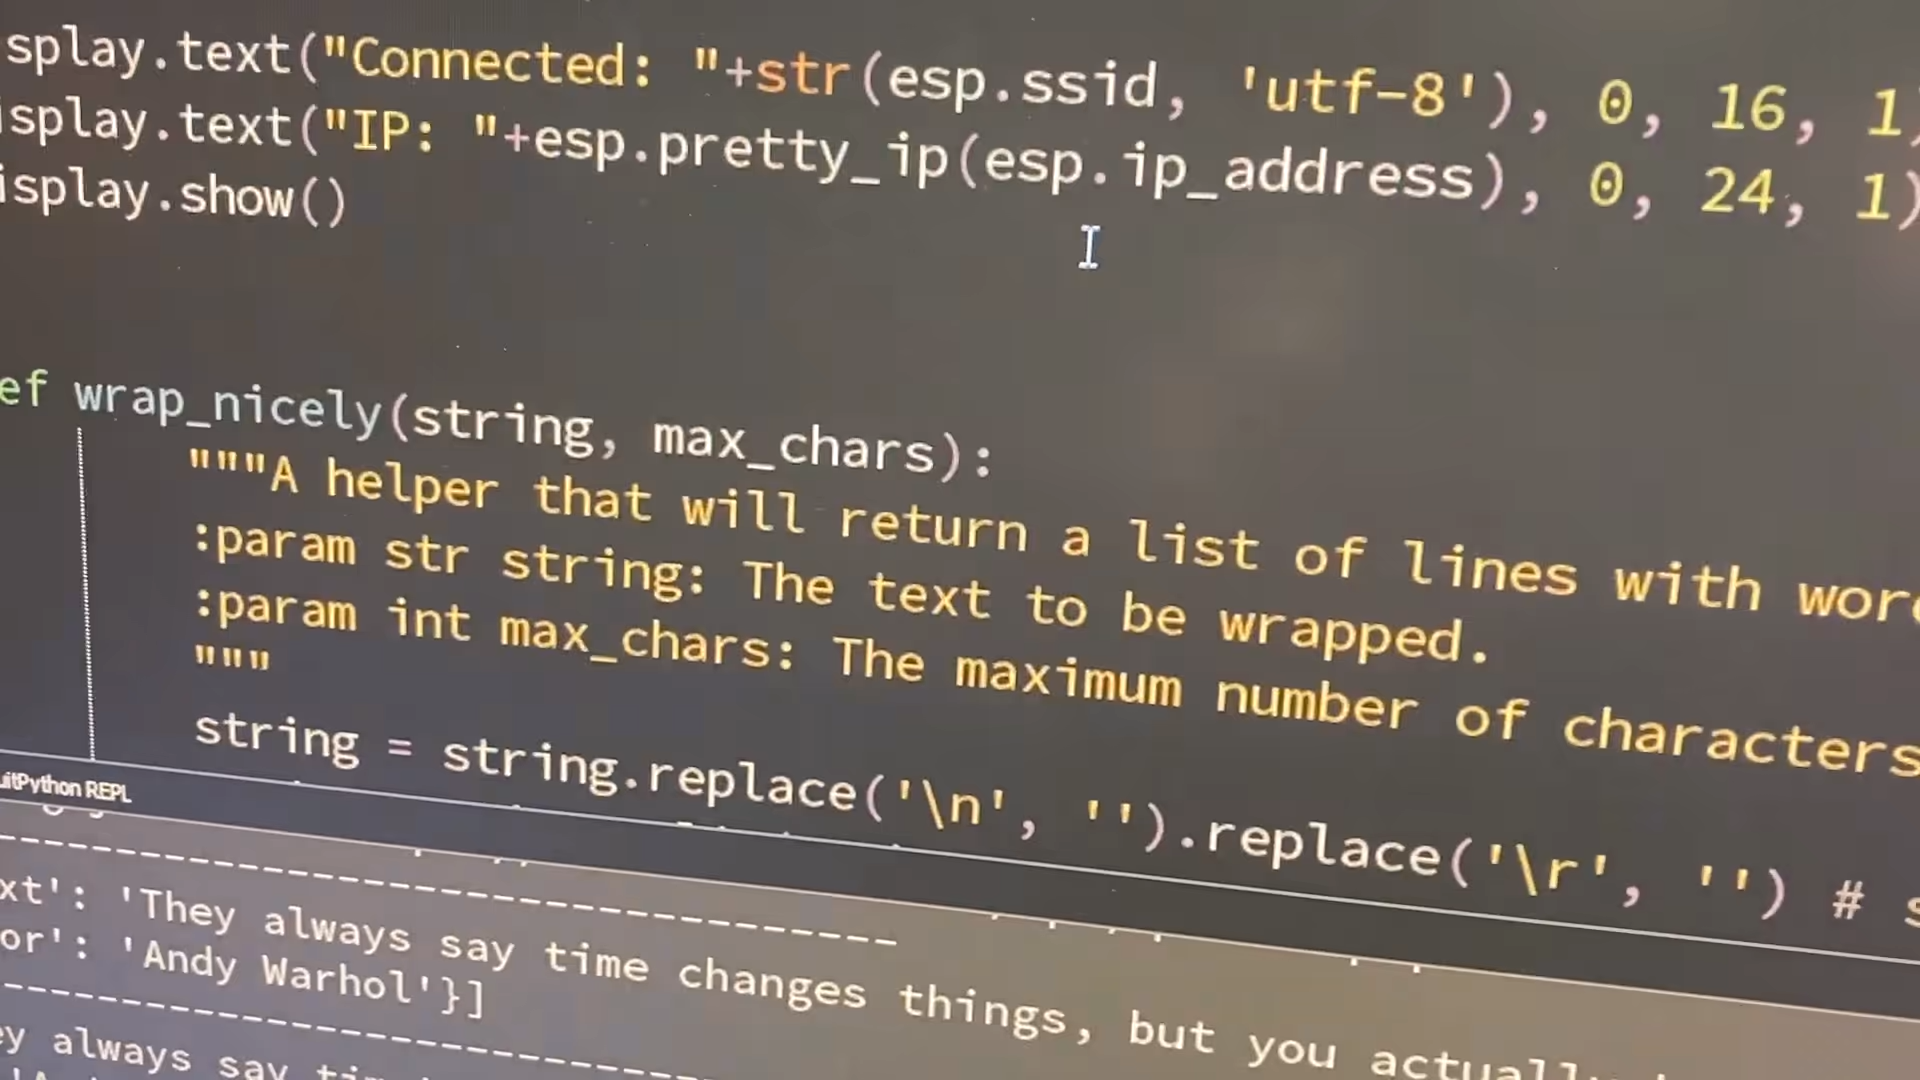 splay.text("Connected: "+str(esp.ssid, 'utf-8'), 0, 16, 1)
isplay.text("IP: "+esp.pretty_ip(esp.ip_address), 0, 24, 1)
isplay.show()
ef wrap_nicely(string, max_chars):
"""A helper that will return a list of lines with
:param str string: The text to be wrapped.
:param int max_chars: The maximum number of characters
"""
string = string.replace('\n', '').replace('\r', '') #
uitPython REPL
----------------------------------------
xt': 'They always say time changes things, but you
or': 'Andy Warhol'}]
----------------------------------------
ey always say